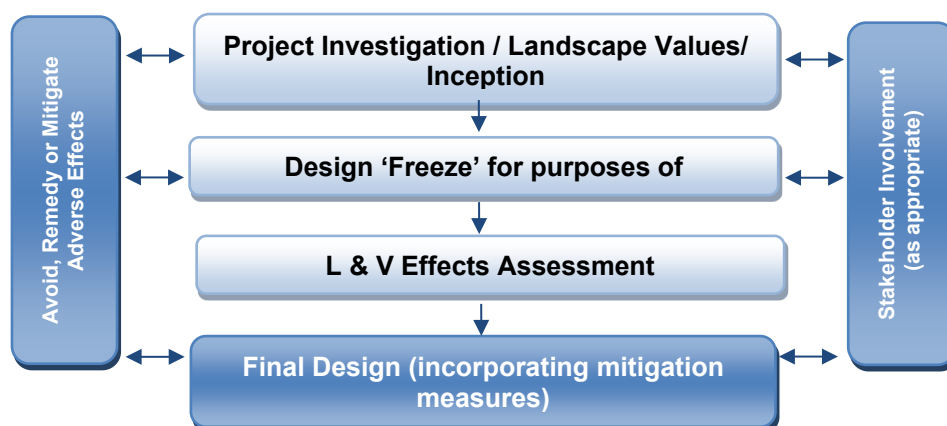 Avoid, Remedy or Mitigate
Adverse Effects
Project Investigation / Landscape Values/
Inception
Design ‘Freeze’ for purposes of
L & V Effects Assessment
Final Design (incorporating mitigation
measures)
Stakeholder Involvement
(as appropriate)